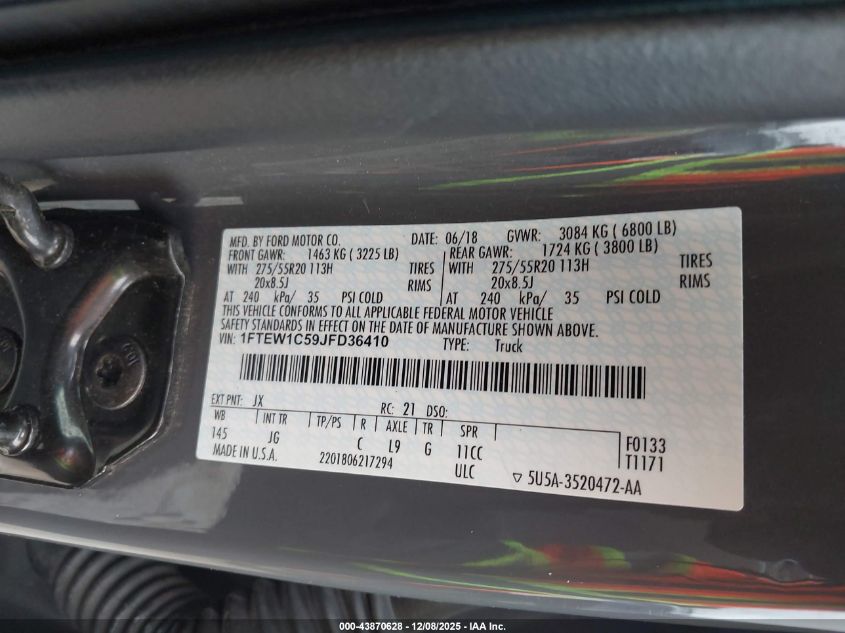 MFD. BY FORD MOTOR CO. DATE: 06/18 GVWR: 3084 KG ( 6800 LB)
FRONT GAWR: 1463 KG ( 3225 LB) REAR GAWR: 1724 KG ( 3800 LB)
WITH 275/55R20 113H TIRES WITH 275/55R20 113H TIRES
20x8.5J RIMS 20x8.5J RIMS
AT 240 kPa/ 35 PSI COLD AT 240 kPa/ 35 PSI COLD
THIS VEHICLE CONFORMS TO ALL APPLICABLE FEDERAL MOTOR VEHICLE
SAFETY STANDARDS IN EFFECT ON THE DATE OF MANUFACTURE SHOWN ABOVE.
VIN: 1FTEW1C59JFD36410 TYPE: Truck
EXT PNT: JX RC: 21 DSO:
WB INT TR TP/PS R AXLE TR SPR
145 JG C L9 G 11CC F0133
MADE IN U.S.A. 2201806217294 ULC T1171
▽ 5U5A-3520472-AA
000-43870628 - 12/08/2025 - IAA Inc.